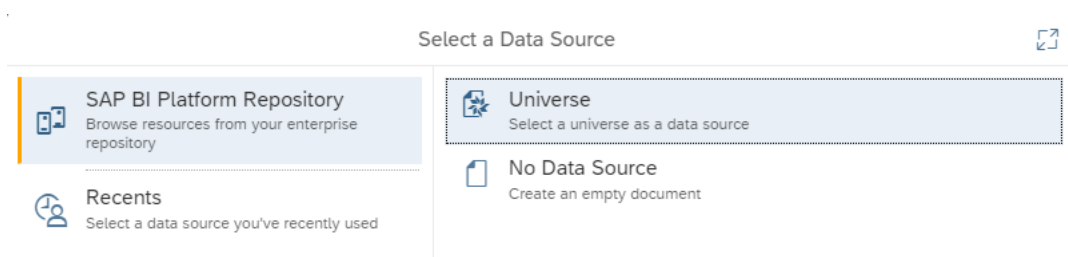 Select a Data Source
SAP BI Platform Repository
Browse resources from your enterprise
repository
Recents
Select a data source you've recently used
Universe
Select a universe as a data source
No Data Source
Create an empty document